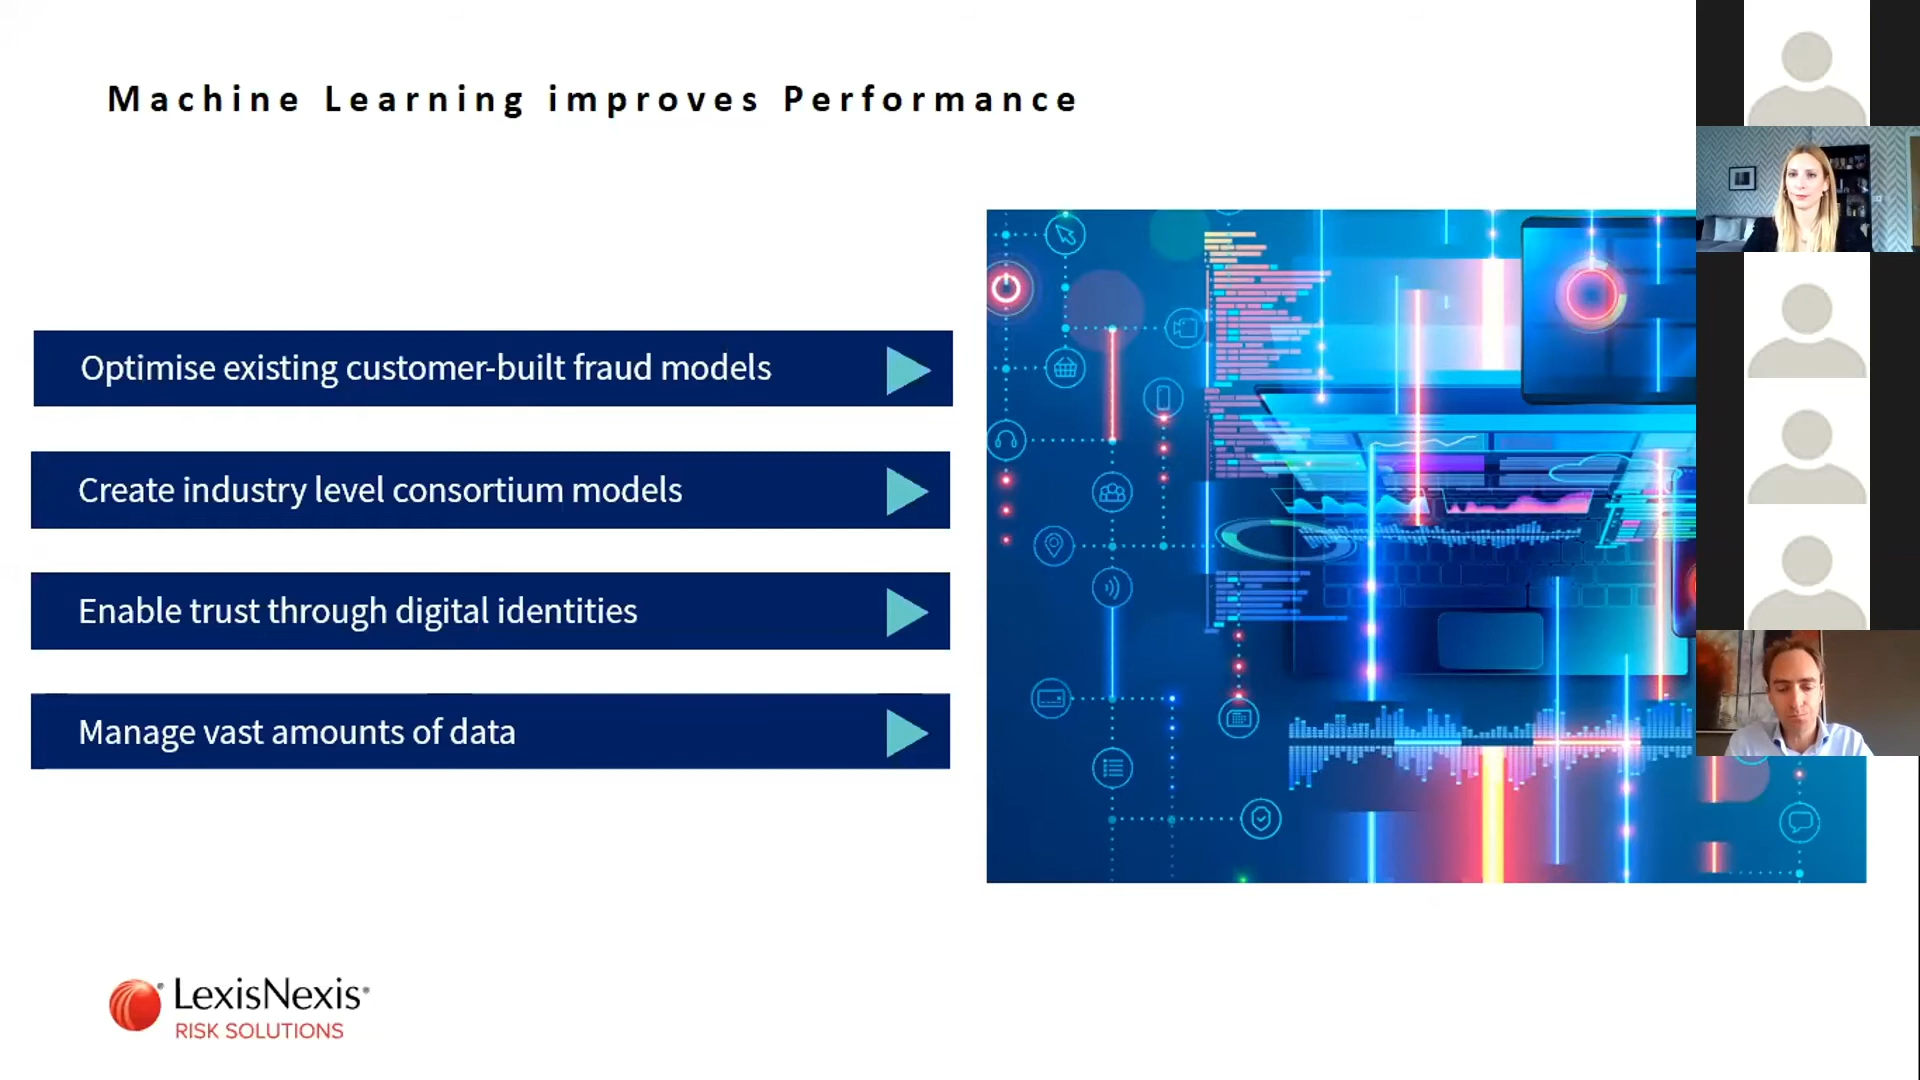 Machine Learning improves Performance
Optimise existing customer-built fraud models
Create industry level consortium models
Enable trust through digital identities
Manage vast amounts of data
LexisNexis®
RISK SOLUTIONS